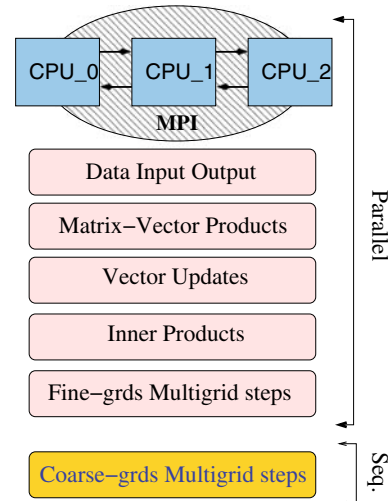 CPU_0 CPU_1 CPU_2
MPI
Data Input Output
Matrix−Vector Products
Vector Updates
Inner Products
Fine−grds Multigrid steps
Parallel
Coarse−grds Multigrid steps
Seq.